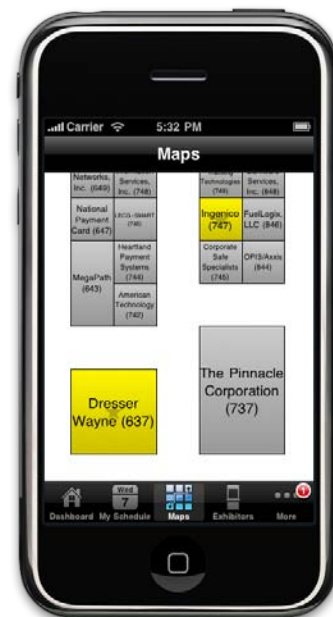 Carrier 5:32 PM
Maps
Networks,
Inc. (649)
Services,
Inc. (748)
Technologies
(749)
Services,
Inc. (848)
National
Payment
Card (647)
(746)
Ingenico
(747)
FuelLogix,
LLC (846)
MegaPath
(643)
Heartland
Payment
Systems
(744)
Corporate
Safe
Specialists
(745)
OPIS/Axxis
(844)
American
Technology
(742)
Dresser
Wayne (637)
The Pinnacle
Corporation
(737)
Wed
7
1
Dashboard My Schedule Maps Exhibitors More